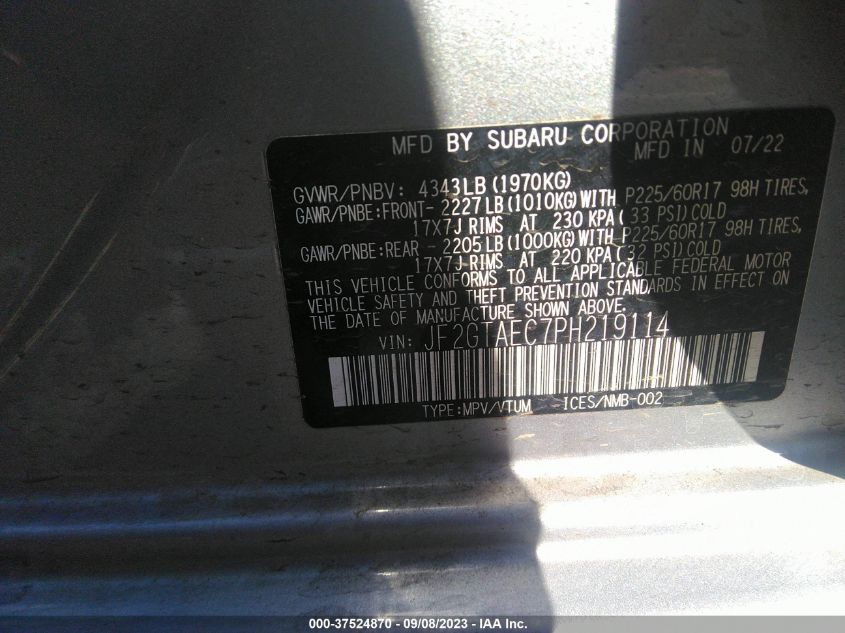 MFD BY SUBARU CORPORATION
MFD IN 07/22
GVWR/PNBV: 4343LB(1970KG)
GAWR/PNBE:FRONT- 2227LB(1010KG)WITH P225/60R17 98H TIRES,
17X7J RIMS AT 230 KPA( 33 PSI)COLD
GAWR/PNBE:REAR - 2205LB(1000KG)WITH P225/60R17 98H TIRES,
17X7J RIMS AT 220 KPA( 32 PSI)COLD
THIS VEHICLE CONFORMS TO ALL APPLICABLE FEDERAL MOTOR
VEHICLE SAFETY AND THEFT PREVENTION STANDARDS IN EFFECT ON
THE DATE OF MANUFACTURE SHOWN ABOVE.
VIN: JF2GTAEC7PH219114
TYPE:MPV/VTUM ICES/NMB-002
000-37524870 - 09/08/2023 - © IAA Inc.